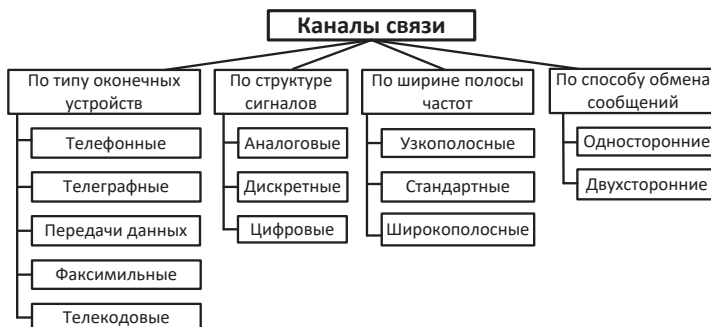 Каналы связи
По типу оконечных
устройств
Телефонные
Телеграфные
Передачи данных
Факсимильные
Телекодовые
По структуре
сигналов
Аналоговые
Дискретные
Цифровые
По ширине полосы
частот
Узкополосные
Стандартные
Широкополосные
По способу обмена
сообщений
Односторонние
Двухсторонние